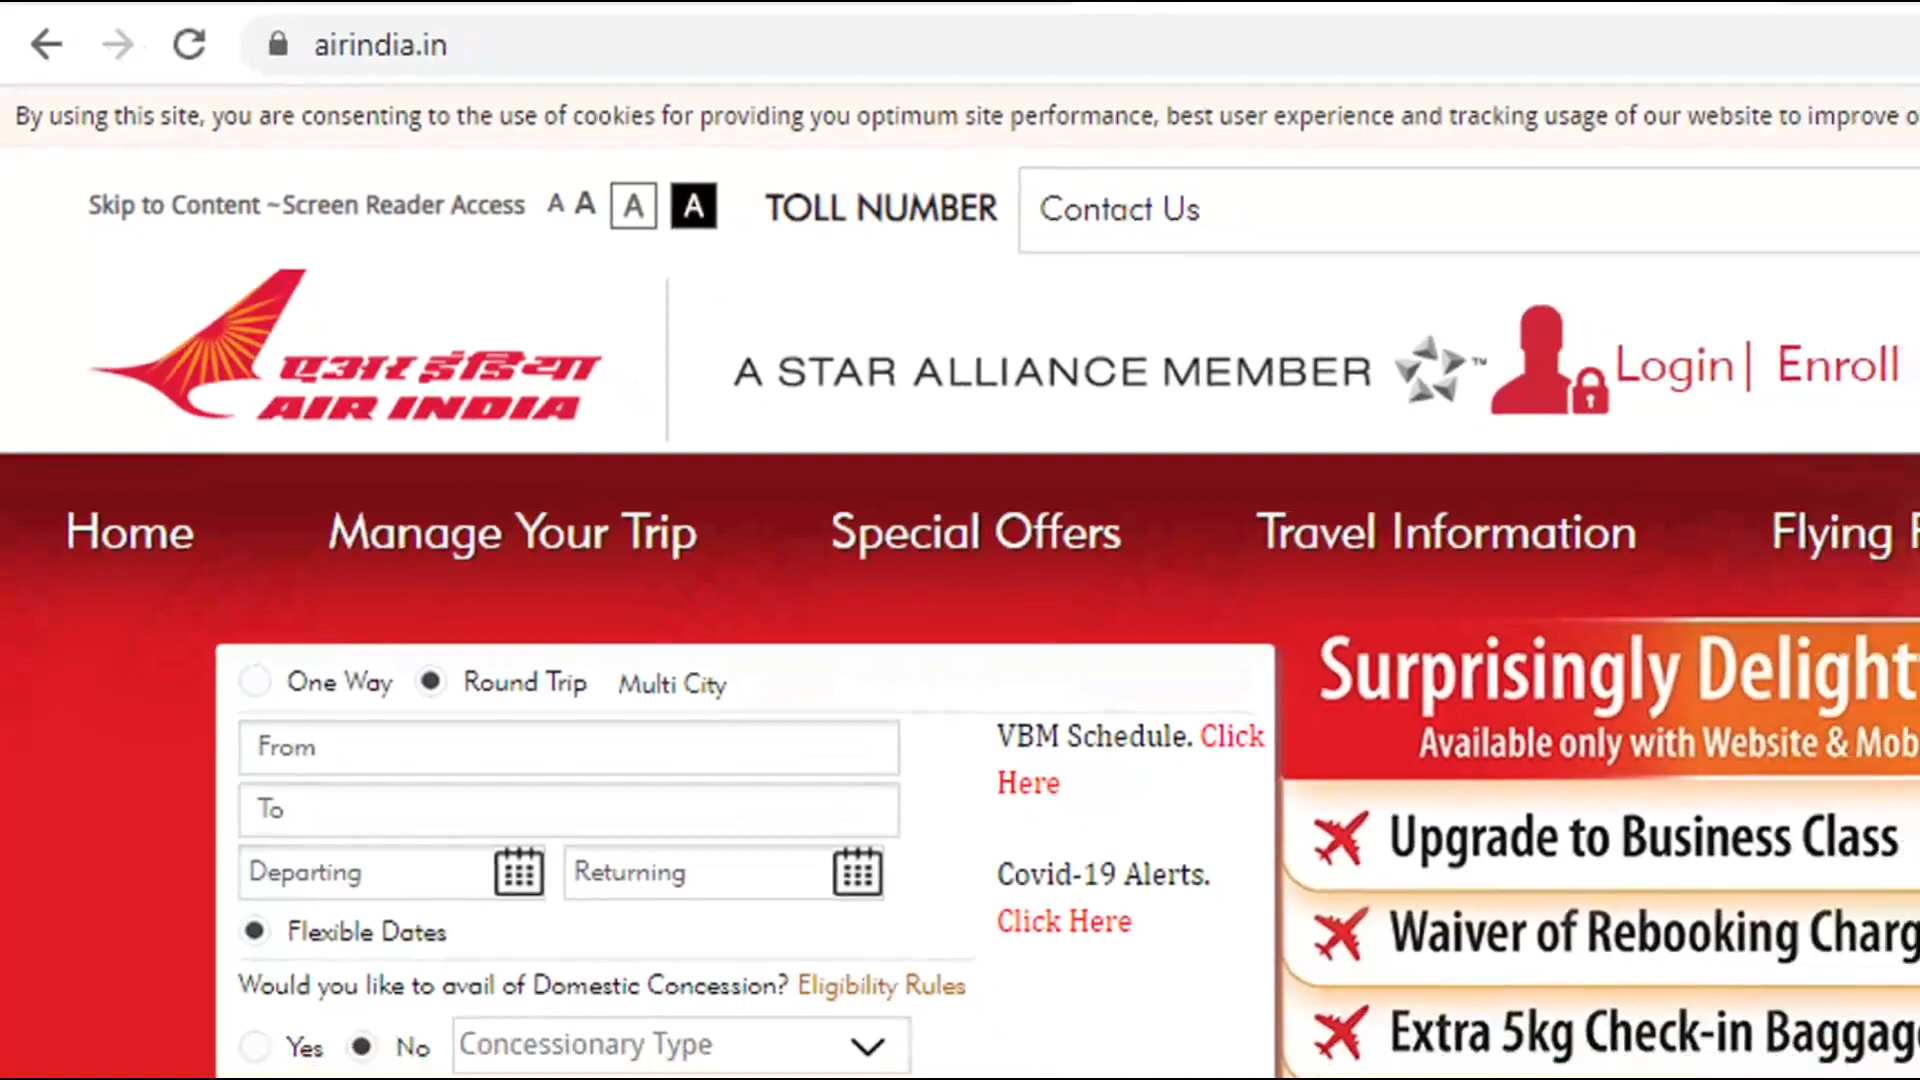 airindia.in
By using this site, you are consenting to the use of cookies for providing you optimum site performance, best user experience and tracking usage of our website to improve o
Skip to Content ~Screen Reader Access A A A A TOLL NUMBER Contact Us
एअर इंडिया
AIR INDIA
A STAR ALLIANCE MEMBER ™ Login| Enroll
Home Manage Your Trip Special Offers Travel Information Flying
One Way Round Trip Multi City
From
To
Departing Returning
Flexible Dates
Would you like to avail of Domestic Concession? Eligibility Rules
Yes No Concessionary Type
VBM Schedule. Click
Here
Covid-19 Alerts.
Click Here
Surprisingly Delight
Available only with Website & Mob
Upgrade to Business Class
Waiver of Rebooking Charg
Extra 5kg Check-in Baggag